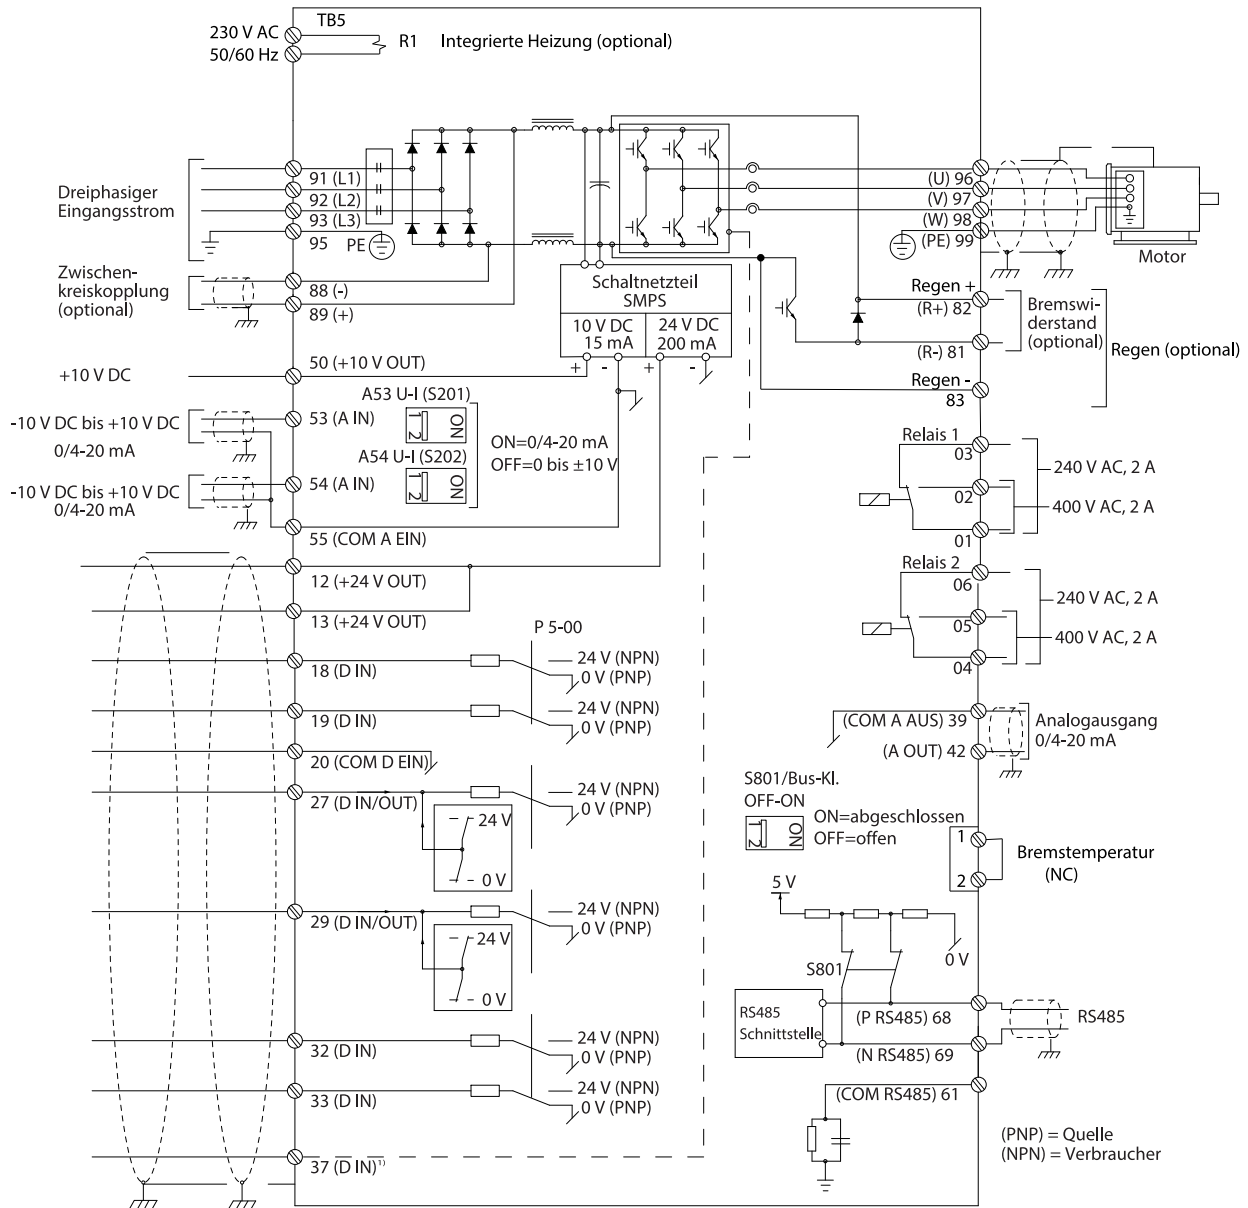 TB5
230 V AC
50/60 Hz
R1
Integrierte Heizung (optional)
Dreiphasiger
Eingangsstrom
91 (L1)
92 (L2)
93 (L3)
95
PE
Zwischen-
kreiskopplung
(optional)
88 (-)
89 (+)
Schaltnetzteil
SMPS
10 V DC
15 mA
24 V DC
200 mA
+ - + -
+10 V DC
50 (+10 V OUT)
-10 V DC bis +10 V DC
0/4-20 mA
53 (A IN)
A53 U-I (S201)
1 2
ON
A54 U-I (S202)
1 2
ON
ON=0/4-20 mA
OFF=0 bis ±10 V
-10 V DC bis +10 V DC
0/4-20 mA
54 (A IN)
55 (COM A EIN)
12 (+24 V OUT)
13 (+24 V OUT)
P 5-00
18 (D IN)
24 V (NPN)
0 V (PNP)
19 (D IN)
24 V (NPN)
0 V (PNP)
20 (COM D EIN)
27 (D IN/OUT)
24 V (NPN)
0 V (PNP)
24 V
0 V
29 (D IN/OUT)
24 V (NPN)
0 V (PNP)
24 V
0 V
32 (D IN)
24 V (NPN)
0 V (PNP)
33 (D IN)
24 V (NPN)
0 V (PNP)
37 (D IN)¹⁾
(U) 96
(V) 97
(W) 98
(PE) 99
Motor
Regen +
(R+) 82
Bremswi-
derstand
(optional)
(R-) 81
Regen (optional)
Regen -
83
Relais 1
03
02
01
240 V AC, 2 A
400 V AC, 2 A
Relais 2
06
05
04
240 V AC, 2 A
400 V AC, 2 A
(COM A AUS) 39
(A OUT) 42
Analogausgang
0/4-20 mA
S801/Bus-Kl.
OFF-ON
1 2
ON
ON=abgeschlossen
OFF=offen
1
2
Bremstemperatur
(NC)
5 V
0 V
S801
RS485
Schnittstelle
(P RS485) 68
(N RS485) 69
RS485
(COM RS485) 61
(PNP) = Quelle
(NPN) = Verbraucher